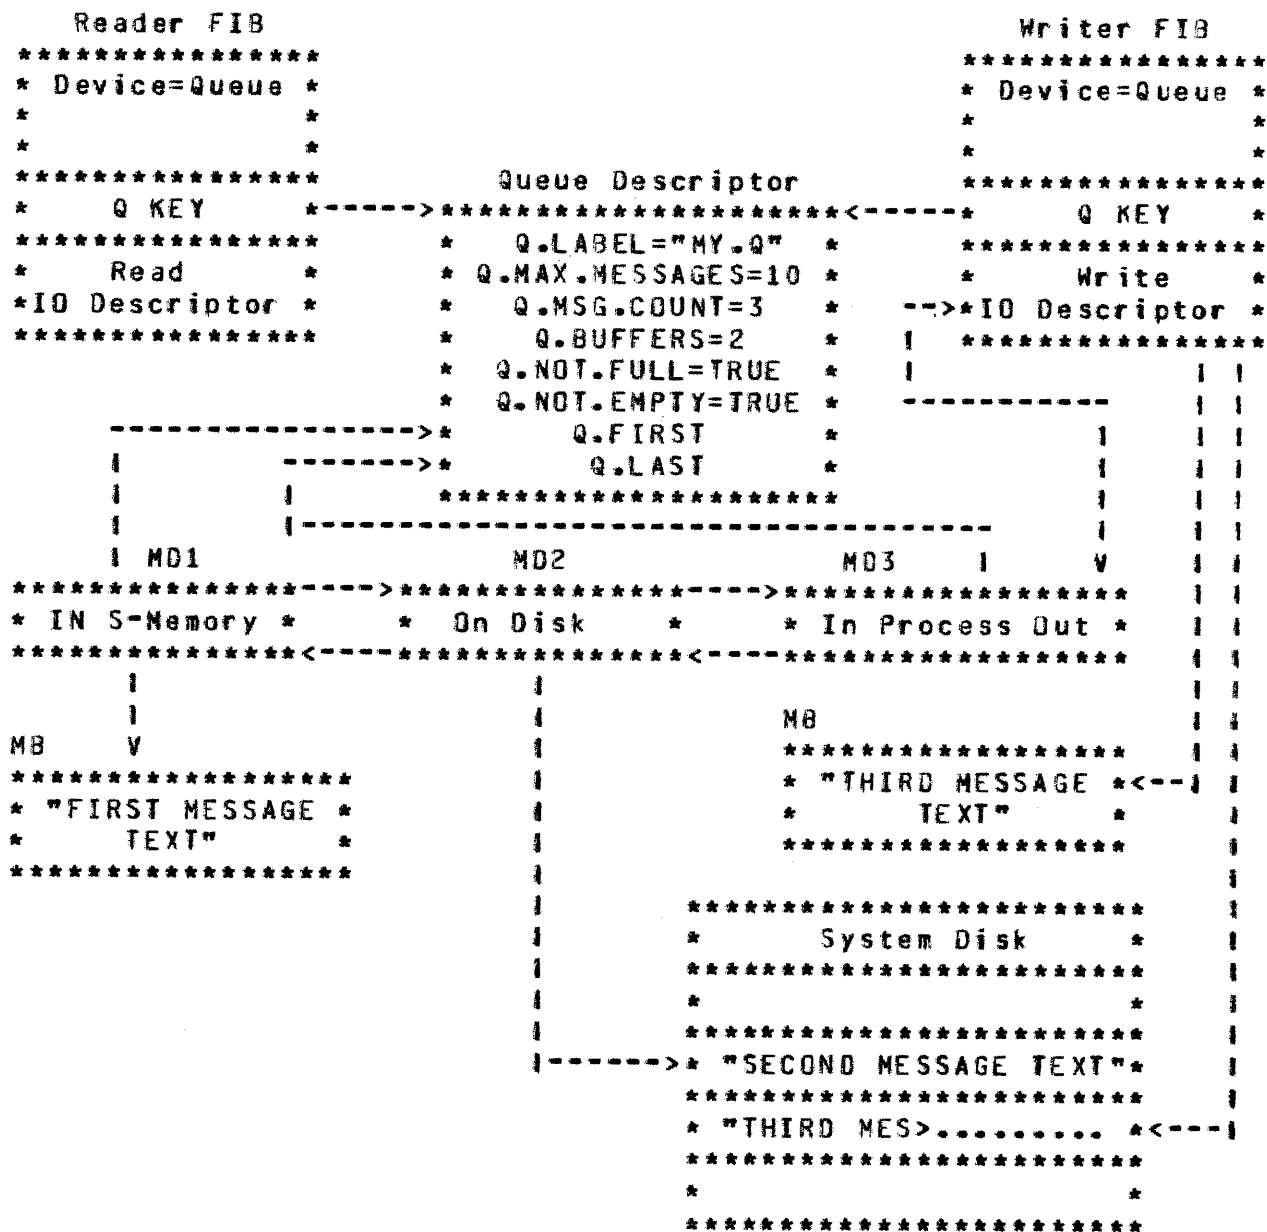 Reader FIB
Writer FIB
Device=Queue
Device=Queue
Queue Descriptor
Q KEY
Q KEY
Q.LABEL="MY.Q"
Read
Q.MAX.MESSAGES=10
Write
IO Descriptor
Q.MSG.COUNT=3
IO Descriptor
Q.BUFFERS=2
Q.NOT.FULL=TRUE
Q.NOT.EMPTY=TRUE
Q.FIRST
Q.LAST
MD1 MD2 MD3
IN S-Memory
On Disk
In Process Out
MB
MB
"THIRD MESSAGE
TEXT"
"FIRST MESSAGE
TEXT"
System Disk
"SECOND MESSAGE TEXT"
"THIRD MES>.........